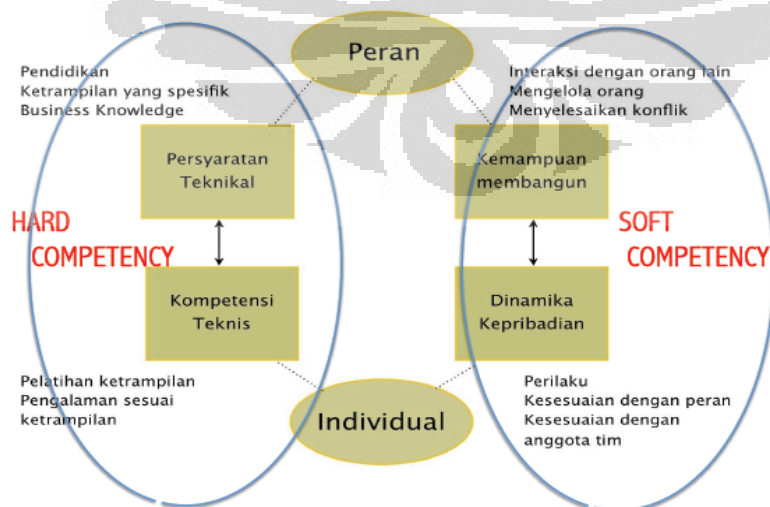 Peran
Pendidikan
Ketrampilan yang spesifik
Business Knowledge
Interaksi dengan orang lain
Mengelola orang
Menyelesaikan konflik
Persyaratan
Teknikal
Kemampuan
membangun
HARD
COMPETENCY
SOFT
COMPETENCY
Kompetensi
Teknis
Dinamika
Kepribadian
Pelatihan ketrampilan
Pengalaman sesuai
ketrampilan
Perilaku
Kesesuaian dengan peran
Kesesuaian dengan
anggota tim
Individual